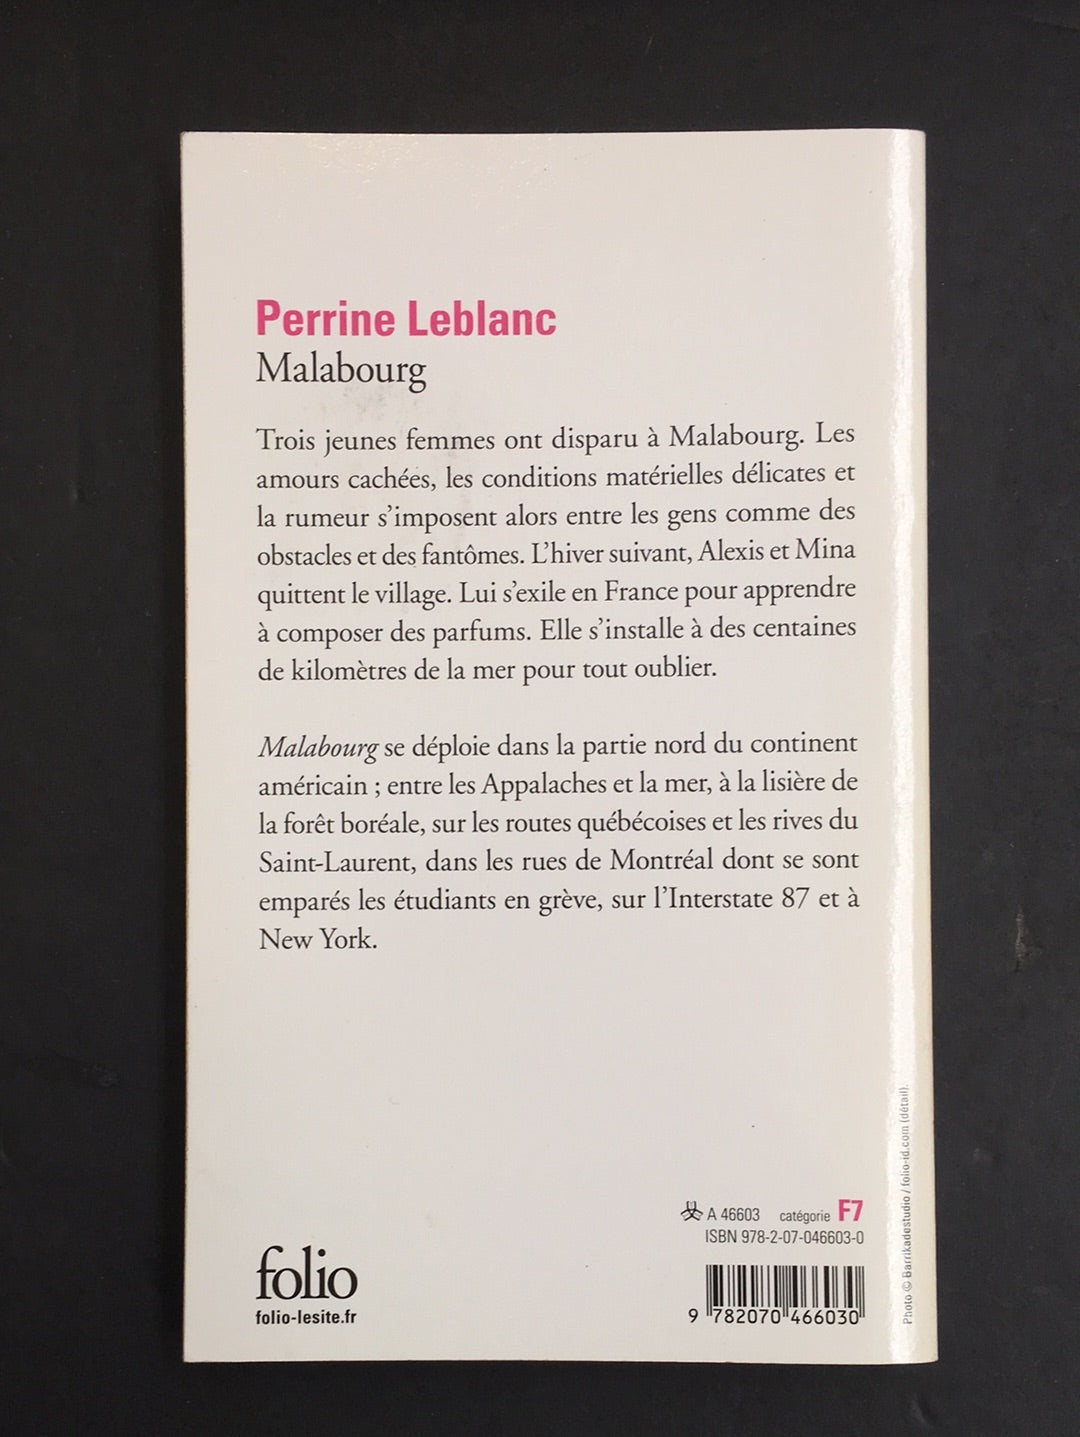 Perrine Leblanc
Malabourg
Trois jeunes femmes ont disparu à Malabourg. Les
amours cachées, les conditions matérielles délicates et
la rumeur s’imposent alors entre les gens comme des
obstacles et des fantômes. L’hiver suivant, Alexis et Mina
quittent le village. Lui s’exile en France pour apprendre
à composer des parfums. Elle s’installe à des centaines
de kilomètres de la mer pour tout oublier.
Malabourg se déploie dans la partie nord du continent
américain ; entre les Appalaches et la mer, à la lisière de
la forêt boréale, sur les routes québécoises et les rives du
Saint-Laurent, dans les rues de Montréal dont se sont
emparés les étudiants en grève, sur l’Interstate 87 et à
New York.
A 46603 catégorie F7
ISBN 978-2-07-046603-0
folio
folio-lesite.fr
9 782070 466030
Photo © Barrikadestudio / folio-id.com (détail).